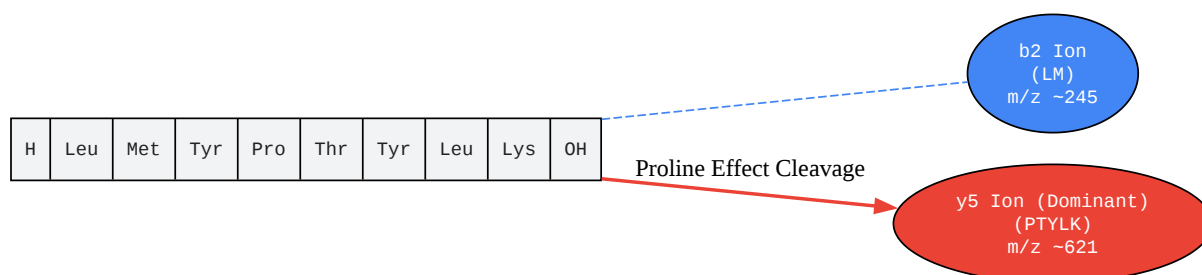 H Leu Met Tyr Pro Thr Tyr Leu Lys OH
b2 Ion
(LM)
m/z ~245
Proline Effect Cleavage
y5 Ion (Dominant)
(PTYLK)
m/z ~621